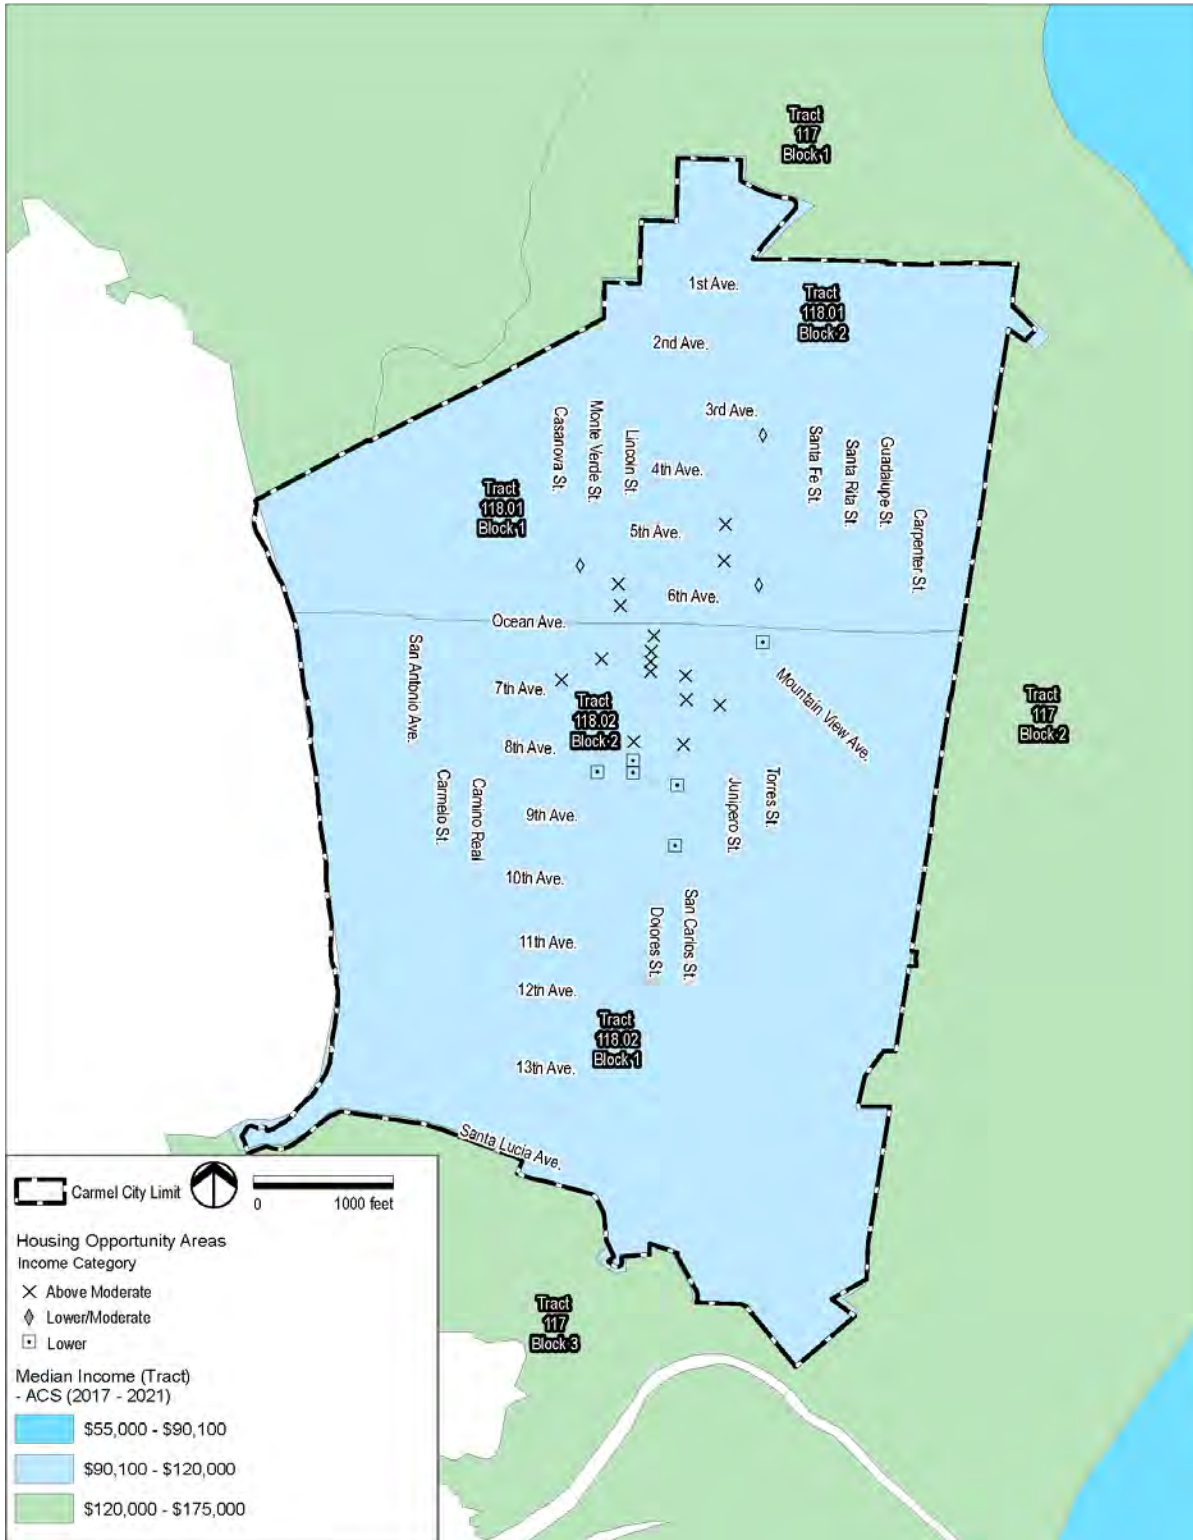 Tract
117
Block 1
1st Ave.
Tract
118.01
Block 2
2nd Ave.
3rd Ave.
Casanova St.
Monte Verde St.
Lincoln St.
4th Ave.
Santa Fe St.
Santa Rita St.
Guadalupe St.
Carpenter St.
Tract
118.01
Block 1
5th Ave.
6th Ave.
Ocean Ave.
San Antonio Ave.
7th Ave.
Mountain View Ave.
Tract
118.02
Block 2
Tract
117
Block 2
8th Ave.
Carmelo St.
Camino Real
9th Ave.
Junipero St.
Torres St.
10th Ave.
Dolores St.
San Carlos St.
11th Ave.
12th Ave.
Tract
118.02
Block 1
13th Ave.
Santa Lucia Ave.
Carmel City Limit
0 1000 feet
Housing Opportunity Areas
Income Category
Above Moderate
Lower/Moderate
Lower
Tract
117
Block 3
Median Income (Tract)
- ACS (2017 - 2021)
$55,000 - $90,100
$90,100 - $120,000
$120,000 - $175,000